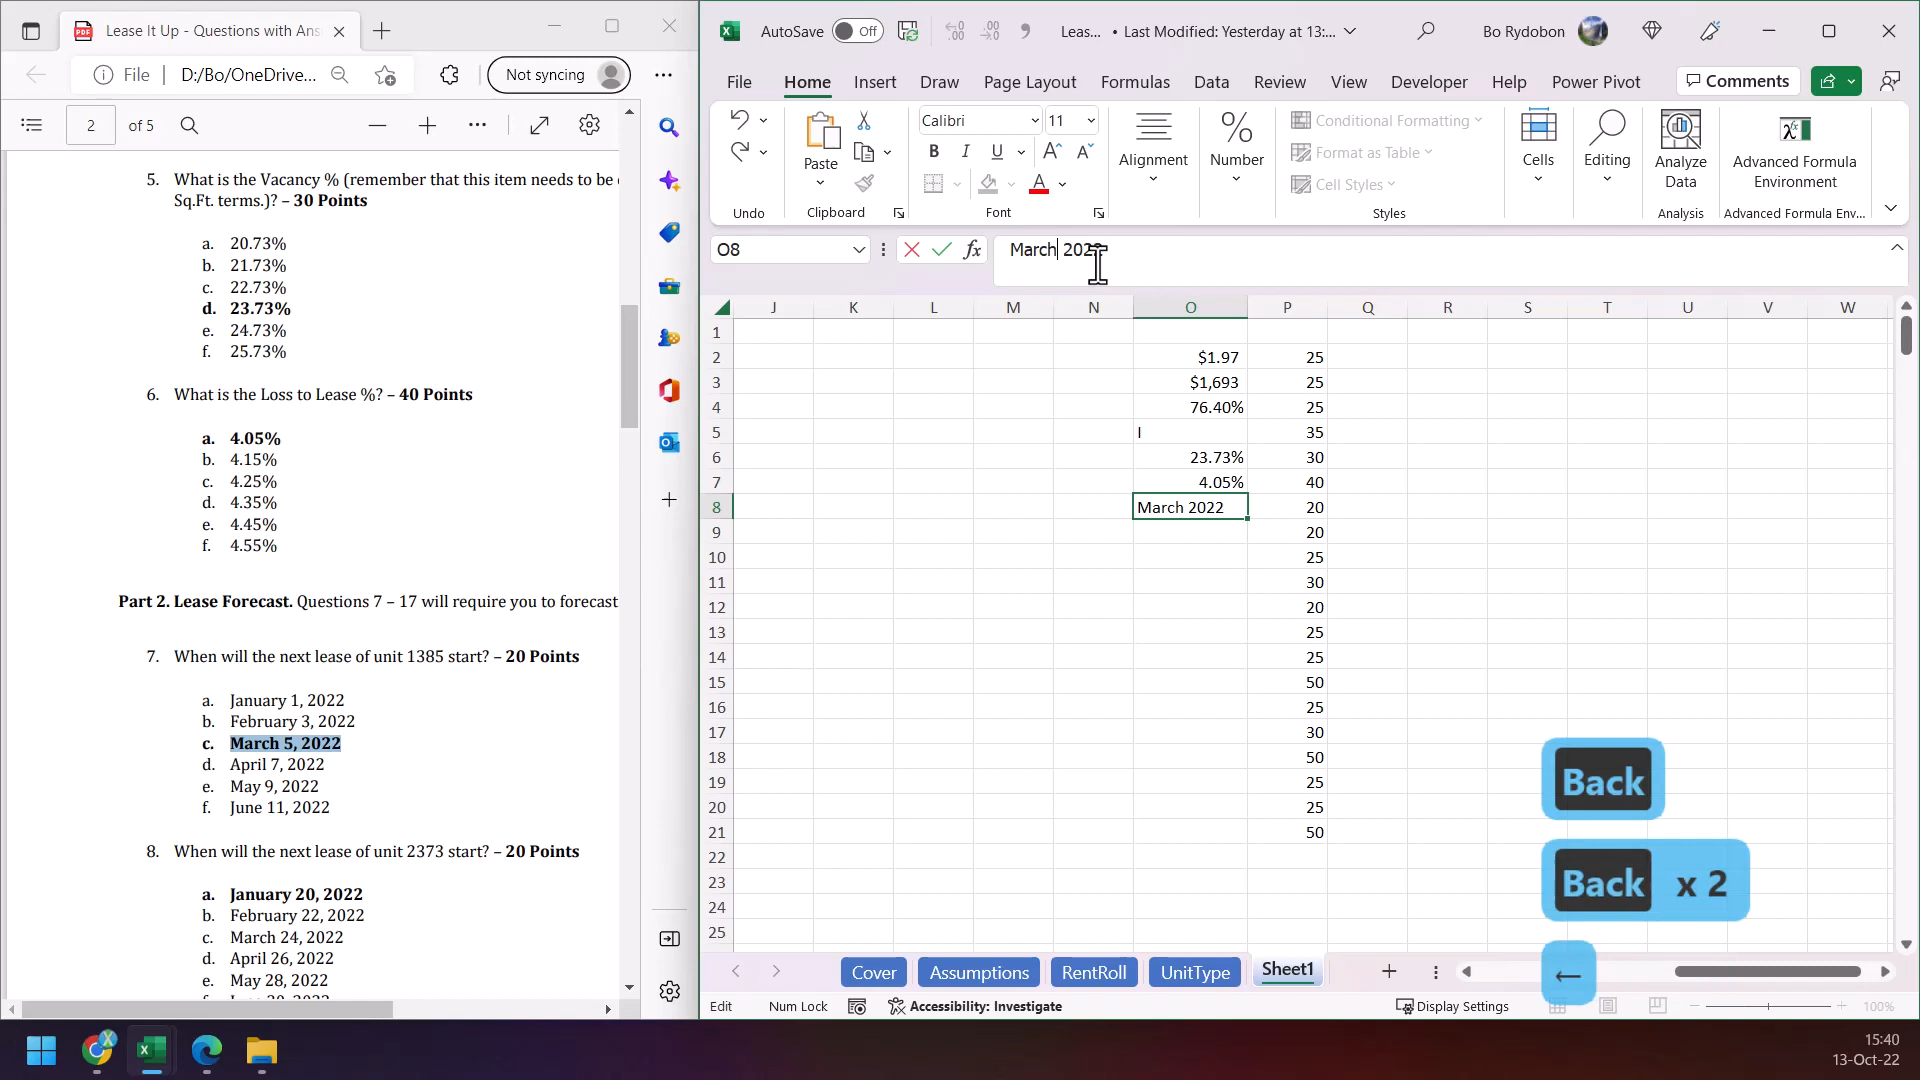 Lease It Up - Questions with Ans
File
D:/Bo/OneDrive...
Not syncing
2
of 5
5. What is the Vacancy % (remember that this item needs to be
Sq.Ft. terms.)? – 30 Points
a. 20.73%
b. 21.73%
c. 22.73%
d. 23.73%
e. 24.73%
f. 25.73%
6. What is the Loss to Lease %? – 40 Points
a. 4.05%
b. 4.15%
c. 4.25%
d. 4.35%
e. 4.45%
f. 4.55%
Part 2. Lease Forecast. Questions 7 – 17 will require you to forecast
7. When will the next lease of unit 1385 start? – 20 Points
a. January 1, 2022
b. February 3, 2022
c. March 5, 2022
d. April 7, 2022
e. May 9, 2022
f. June 11, 2022
8. When will the next lease of unit 2373 start? – 20 Points
a. January 20, 2022
b. February 22, 2022
c. March 24, 2022
d. April 26, 2022
e. May 28, 2022
AutoSave
Off
Leas... • Last Modified: Yesterday at 13:...
Bo Rydobon
File Home Insert Draw Page Layout Formulas Data Review View Developer Help Power Pivot Comments
Calibri
11
Paste
B I U
Alignment
Number
Conditional Formatting
Format as Table
Cell Styles
Cells
Editing
Analyze
Data
Advanced Formula
Environment
Undo Clipboard Font Styles Analysis Advanced Formula Env...
O8
fx
March 2022
J K L M N O P Q R S T U V W
1
2 $1.97 25
3 $1,693 25
4 76.40% 25
5 I 35
6 23.73% 30
7 4.05% 40
8 March 2022 20
9 20
10 25
11 30
12 20
13 25
14 25
15 50
16 25
17 30
18 50
19 25
20 25
21 50
22
23
24
25
Back
Back x 2
←
Cover Assumptions RentRoll UnitType Sheet1
Edit Num Lock Accessibility: Investigate Display Settings 100%
15:40
13-Oct-22